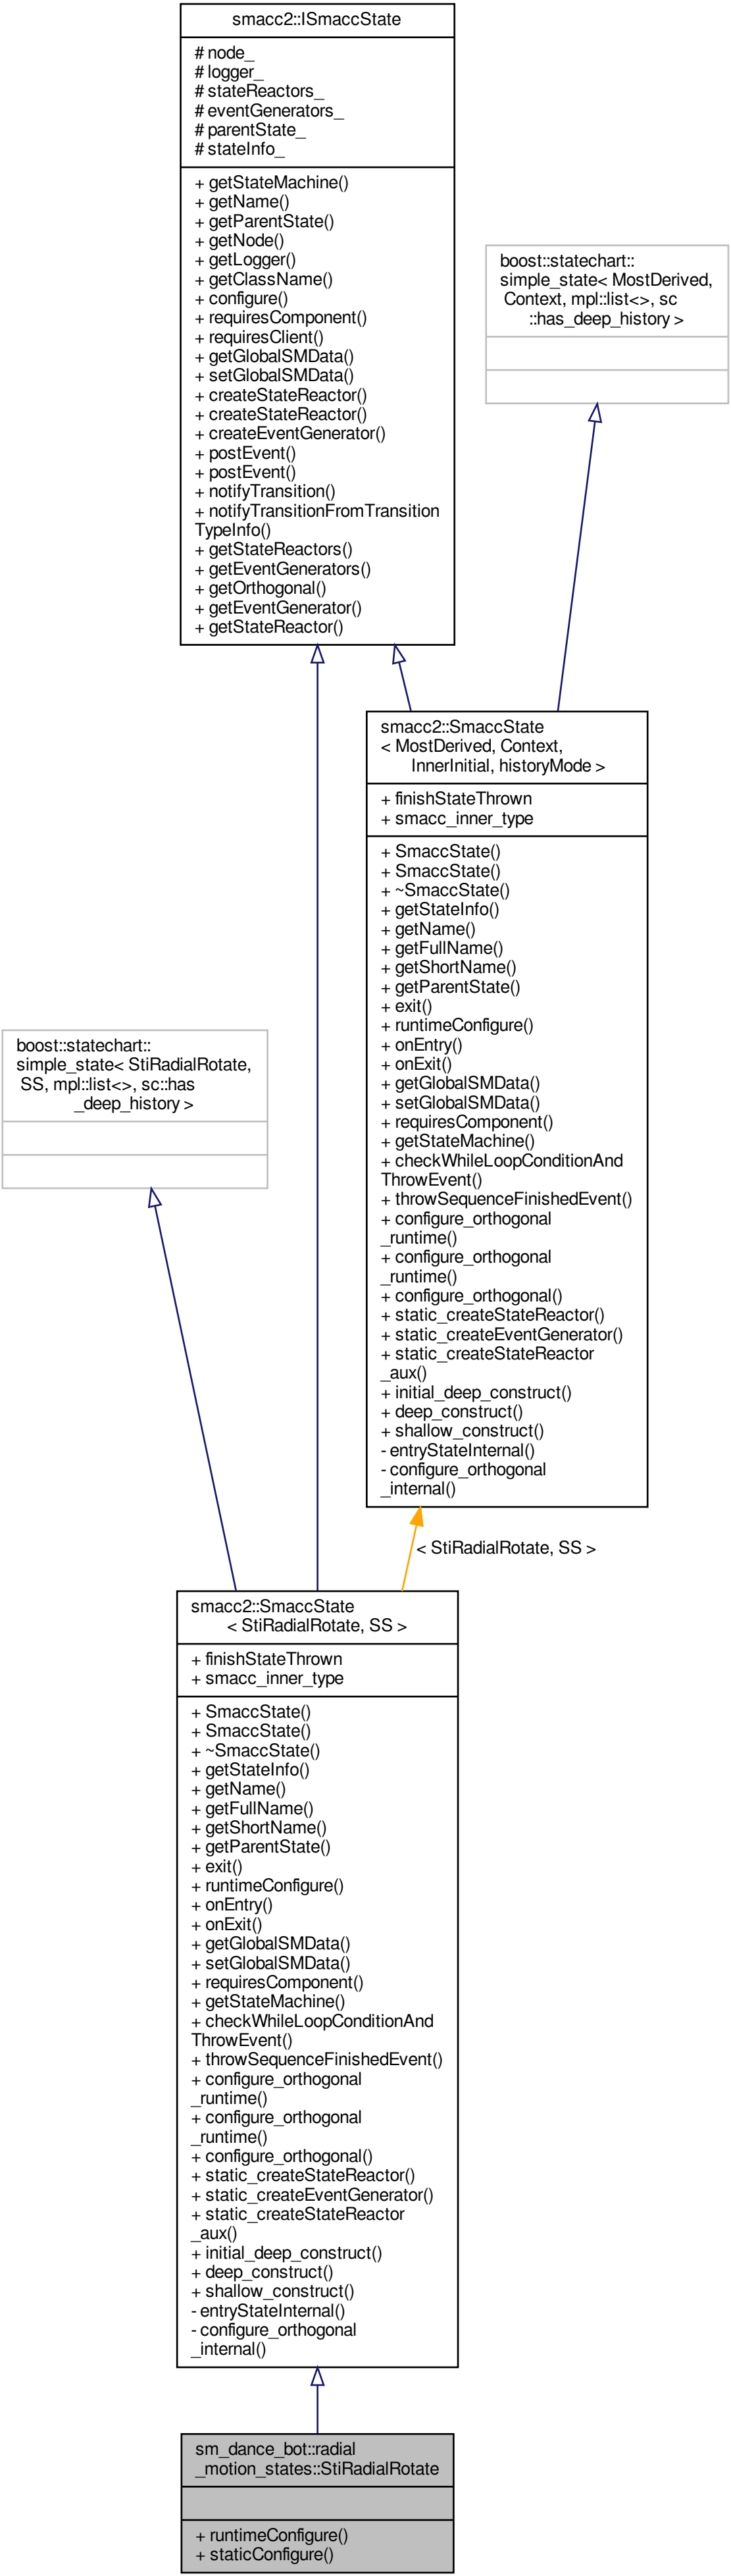 smacc2::ISmaccState
# node_
# logger_
# stateReactors_
# eventGenerators_
# parentState_
# stateInfo_
+ getStateMachine()
+ getName()
+ getParentState()
+ getNode()
+ getLogger()
+ getClassName()
+ configure()
+ requiresComponent()
+ requiresClient()
+ getGlobalSMData()
+ setGlobalSMData()
+ createStateReactor()
+ createStateReactor()
+ createEventGenerator()
+ postEvent()
+ postEvent()
+ notifyTransition()
+ notifyTransitionFromTransition
TypeInfo()
+ getStateReactors()
+ getEventGenerators()
+ getOrthogonal()
+ getEventGenerator()
+ getStateReactor()
boost::statechart::
simple_state< MostDerived,
Context, mpl::list<>, sc
::has_deep_history >
smacc2::SmaccState
< MostDerived, Context,
InnerInitial, historyMode >
+ finishStateThrown
+ smacc_inner_type
+ SmaccState()
+ SmaccState()
+ ~SmaccState()
+ getStateInfo()
+ getName()
+ getFullName()
+ getShortName()
+ getParentState()
+ exit()
+ runtimeConfigure()
+ onEntry()
+ onExit()
+ getGlobalSMData()
+ setGlobalSMData()
+ requiresComponent()
+ getStateMachine()
+ checkWhileLoopConditionAnd
ThrowEvent()
+ throwSequenceFinishedEvent()
+ configure_orthogonal
_runtime()
+ configure_orthogonal
_runtime()
+ configure_orthogonal()
+ static_createStateReactor()
+ static_createEventGenerator()
+ static_createStateReactor
_aux()
+ initial_deep_construct()
+ deep_construct()
+ shallow_construct()
- entryStateInternal()
- configure_orthogonal
_internal()
boost::statechart::
simple_state< StiRadialRotate,
SS, mpl::list<>, sc::has
_deep_history >
< StiRadialRotate, SS >
smacc2::SmaccState
< StiRadialRotate, SS >
+ finishStateThrown
+ smacc_inner_type
+ SmaccState()
+ SmaccState()
+ ~SmaccState()
+ getStateInfo()
+ getName()
+ getFullName()
+ getShortName()
+ getParentState()
+ exit()
+ runtimeConfigure()
+ onEntry()
+ onExit()
+ getGlobalSMData()
+ setGlobalSMData()
+ requiresComponent()
+ getStateMachine()
+ checkWhileLoopConditionAnd
ThrowEvent()
+ throwSequenceFinishedEvent()
+ configure_orthogonal
_runtime()
+ configure_orthogonal
_runtime()
+ configure_orthogonal()
+ static_createStateReactor()
+ static_createEventGenerator()
+ static_createStateReactor
_aux()
+ initial_deep_construct()
+ deep_construct()
+ shallow_construct()
- entryStateInternal()
- configure_orthogonal
_internal()
sm_dance_bot::radial
_motion_states::StiRadialRotate
+ runtimeConfigure()
+ staticConfigure()